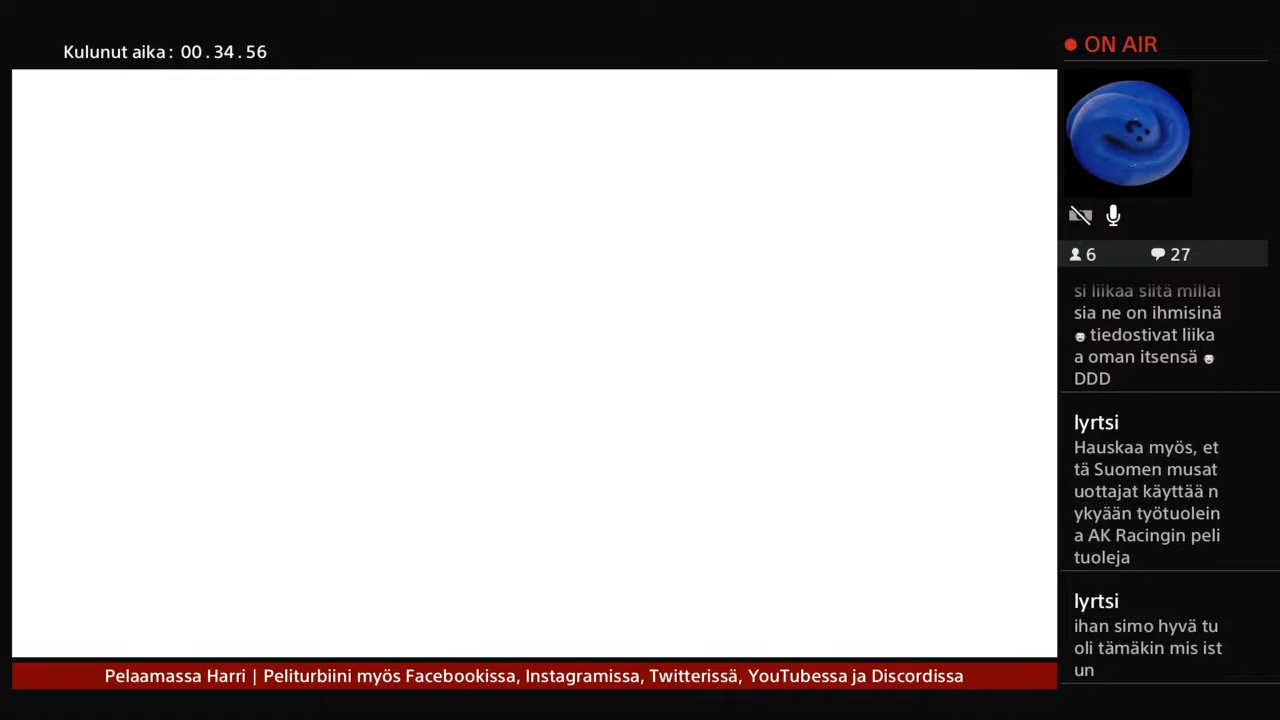 Kulunut aika: 00.34.56
ON AIR
6 27
si liikaa siitä millai
sia ne on ihmisinä
tiedostivat liika
a oman itsensä
DDD
lyrtsi
Hauskaa myös, et
tä Suomen musat
uottajat käyttää n
ykyään työtuolein
a AK Racingin peli
tuoleja
lyrtsi
ihan simo hyvä tu
oli tämäkin mis ist
un
Pelaamassa Harri | Peliturbiini myös Facebookissa, Instagramissa, Twitterissä, YouTubessa ja Discordissa